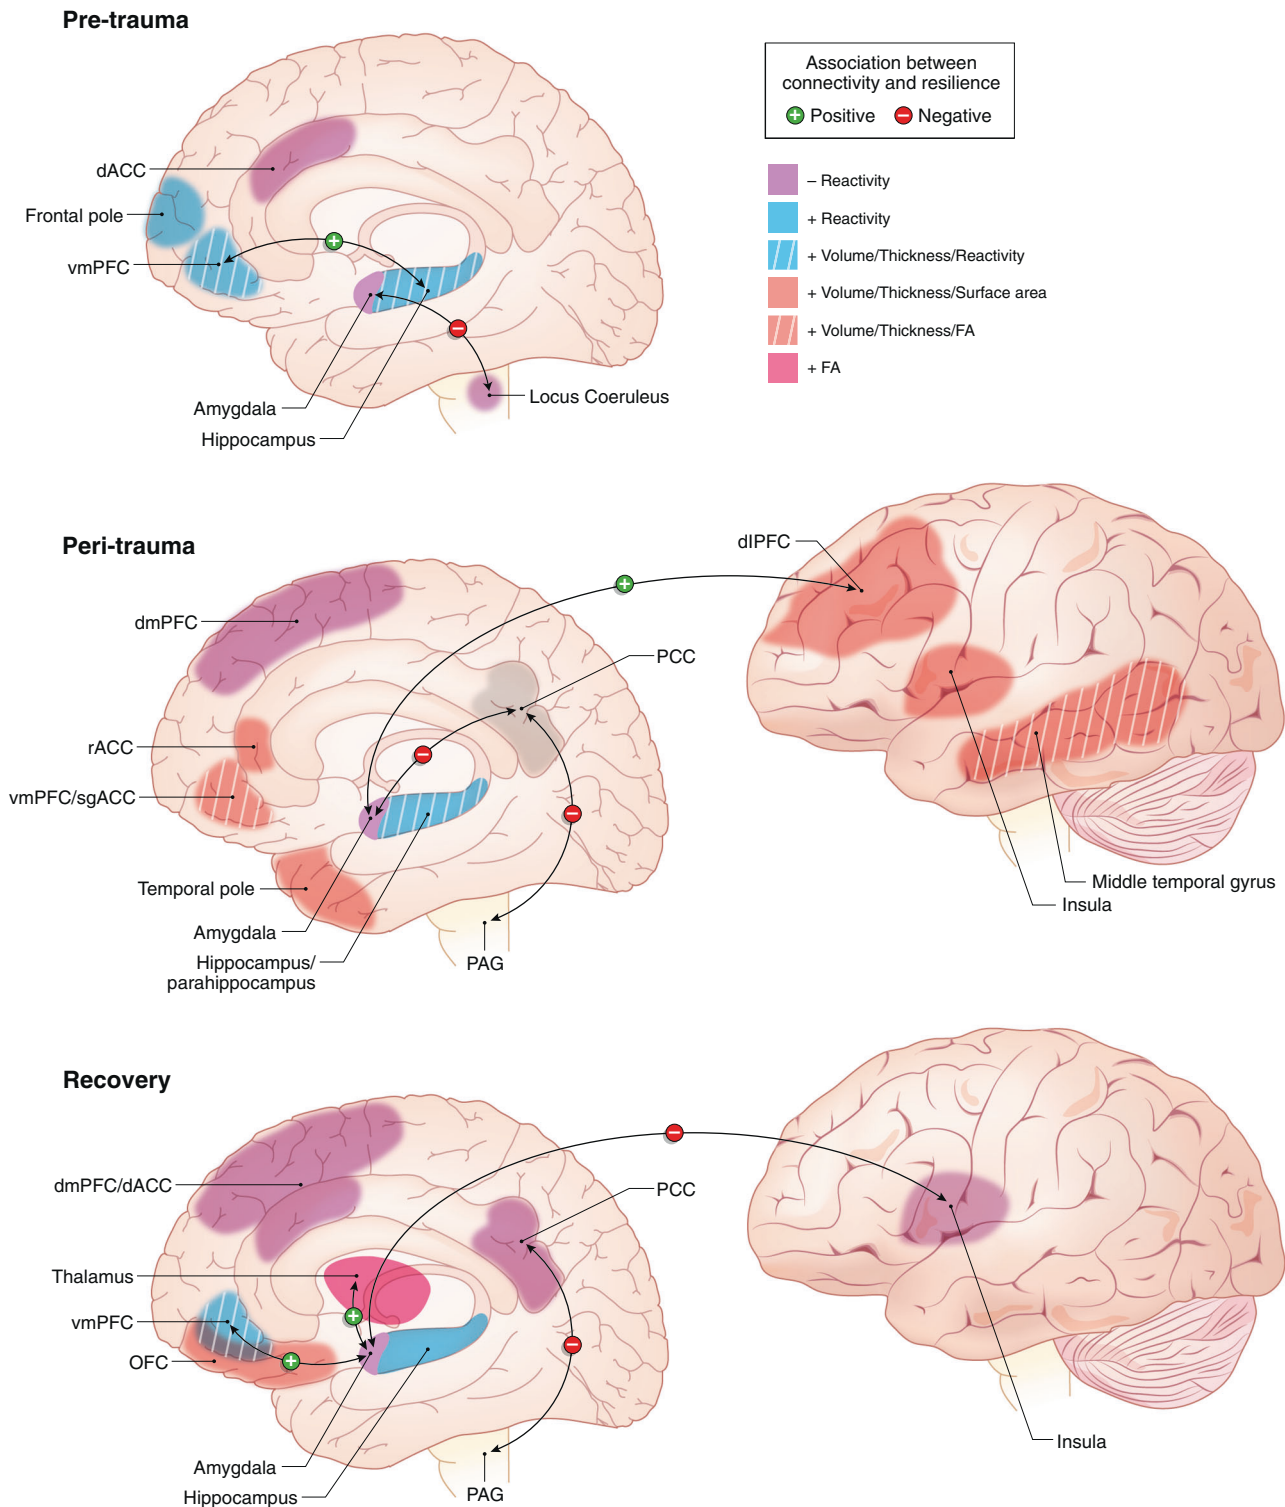 Pre-trauma
Association between
connectivity and resilience
+ Positive − Negative
– Reactivity
+ Reactivity
+ Volume/Thickness/Reactivity
+ Volume/Thickness/Surface area
+ Volume/Thickness/FA
+ FA
dACC
Frontal pole
vmPFC
+
−
Locus Coeruleus
Amygdala
Hippocampus
Peri-trauma
dlPFC
+
dmPFC
PCC
rACC
−
vmPFC/sgACC
−
Temporal pole
Middle temporal gyrus
Insula
Amygdala
Hippocampus/
parahippocampus
PAG
Recovery
−
dmPFC/dACC
PCC
Thalamus
+
vmPFC
−
OFC
+
Insula
Amygdala
Hippocampus
PAG